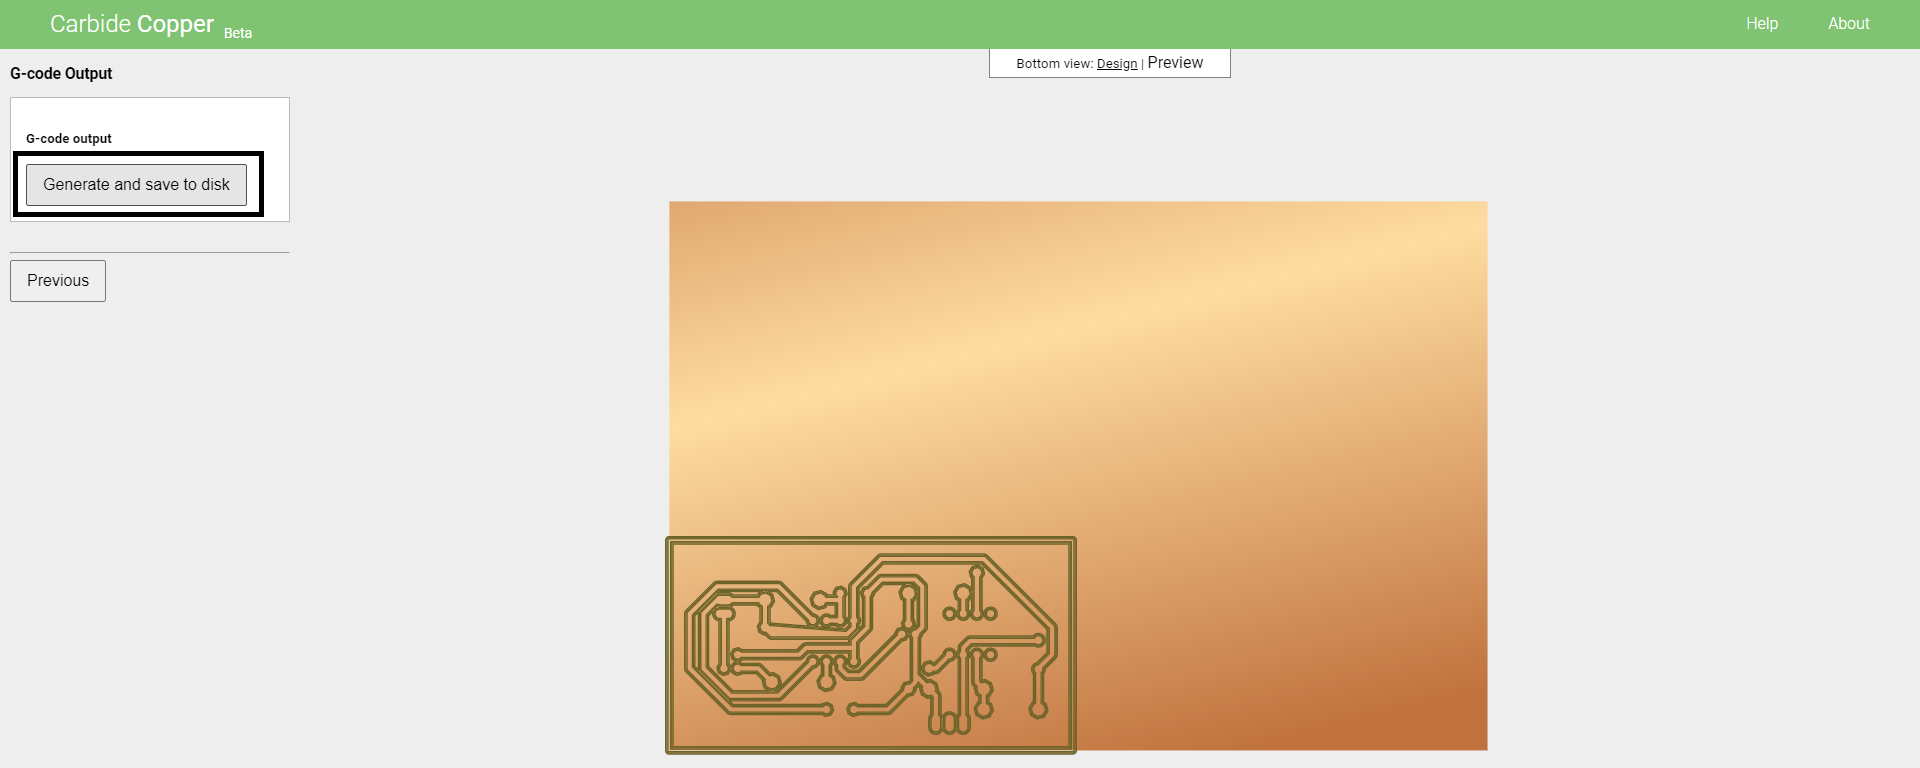 Carbide Copper Beta
Help
About
Bottom view: Design | Preview
G-code Output
G-code output
Generate and save to disk
Previous